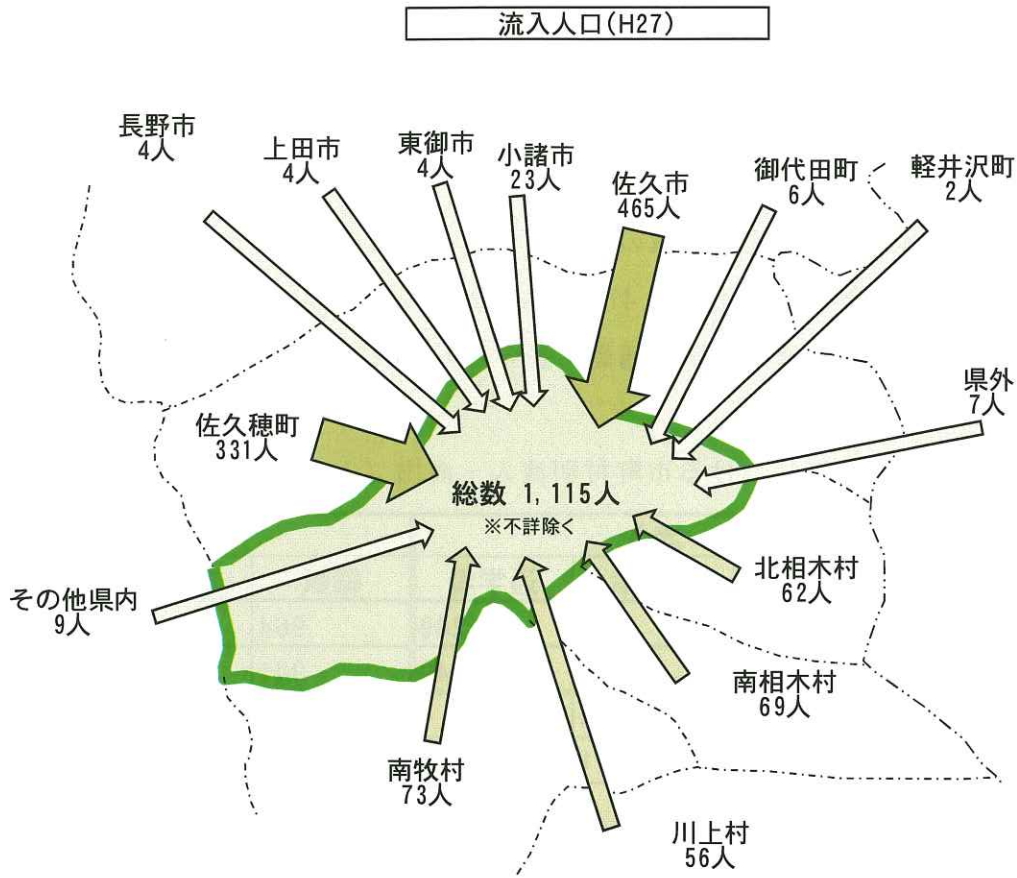 流入人口(H27)
長野市
4人
上田市
4人
東御市
4人
小諸市
23人
佐久市
465人
御代田町
6人
軽井沢町
2人
県外
7人
佐久穂町
331人
総数 1,115人
※不詳除く
その他県内
9人
北相木村
62人
南相木村
69人
南牧村
73人
川上村
56人